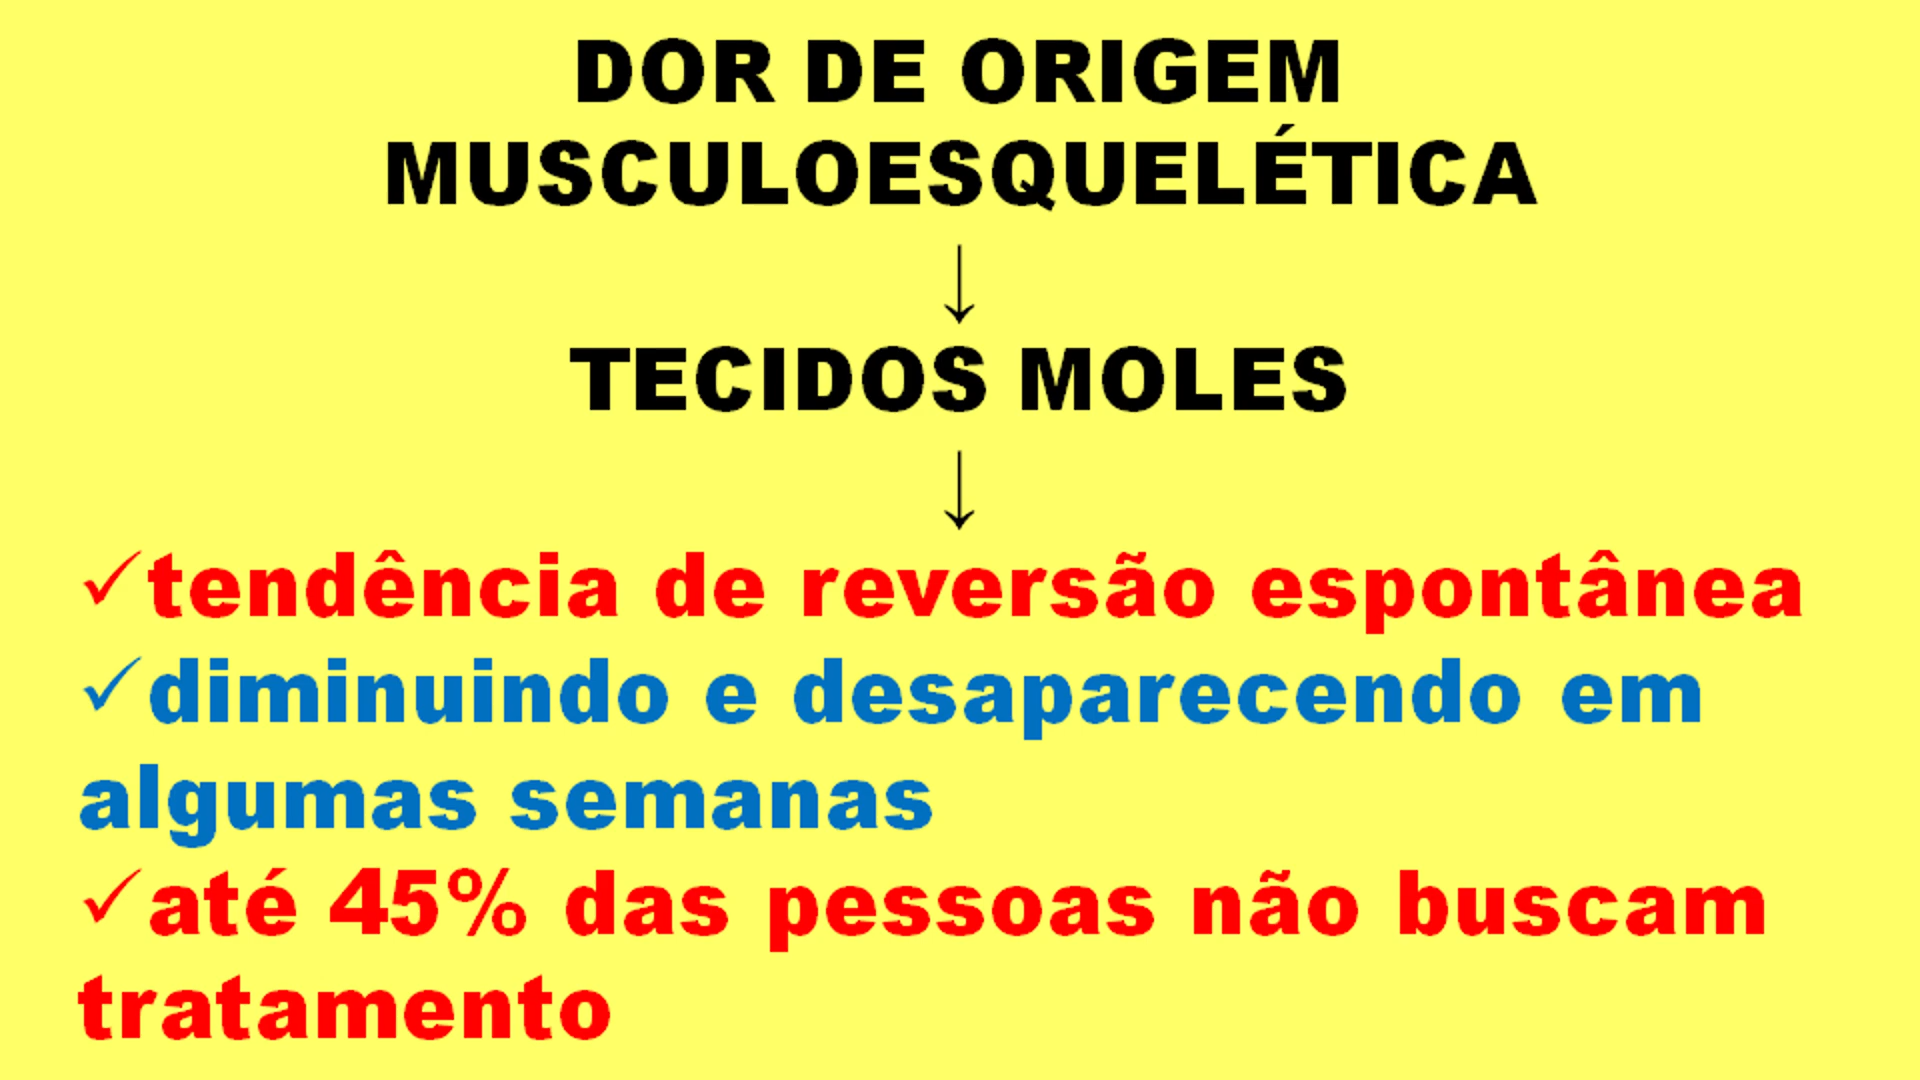 DOR DE ORIGEM
MUSCULOESQUELÉTICA
↓
TECIDOS MOLES
↓
✓tendência de reversão espontânea
✓diminuindo e desaparecendo em
algumas semanas
✓até 45% das pessoas não buscam
tratamento